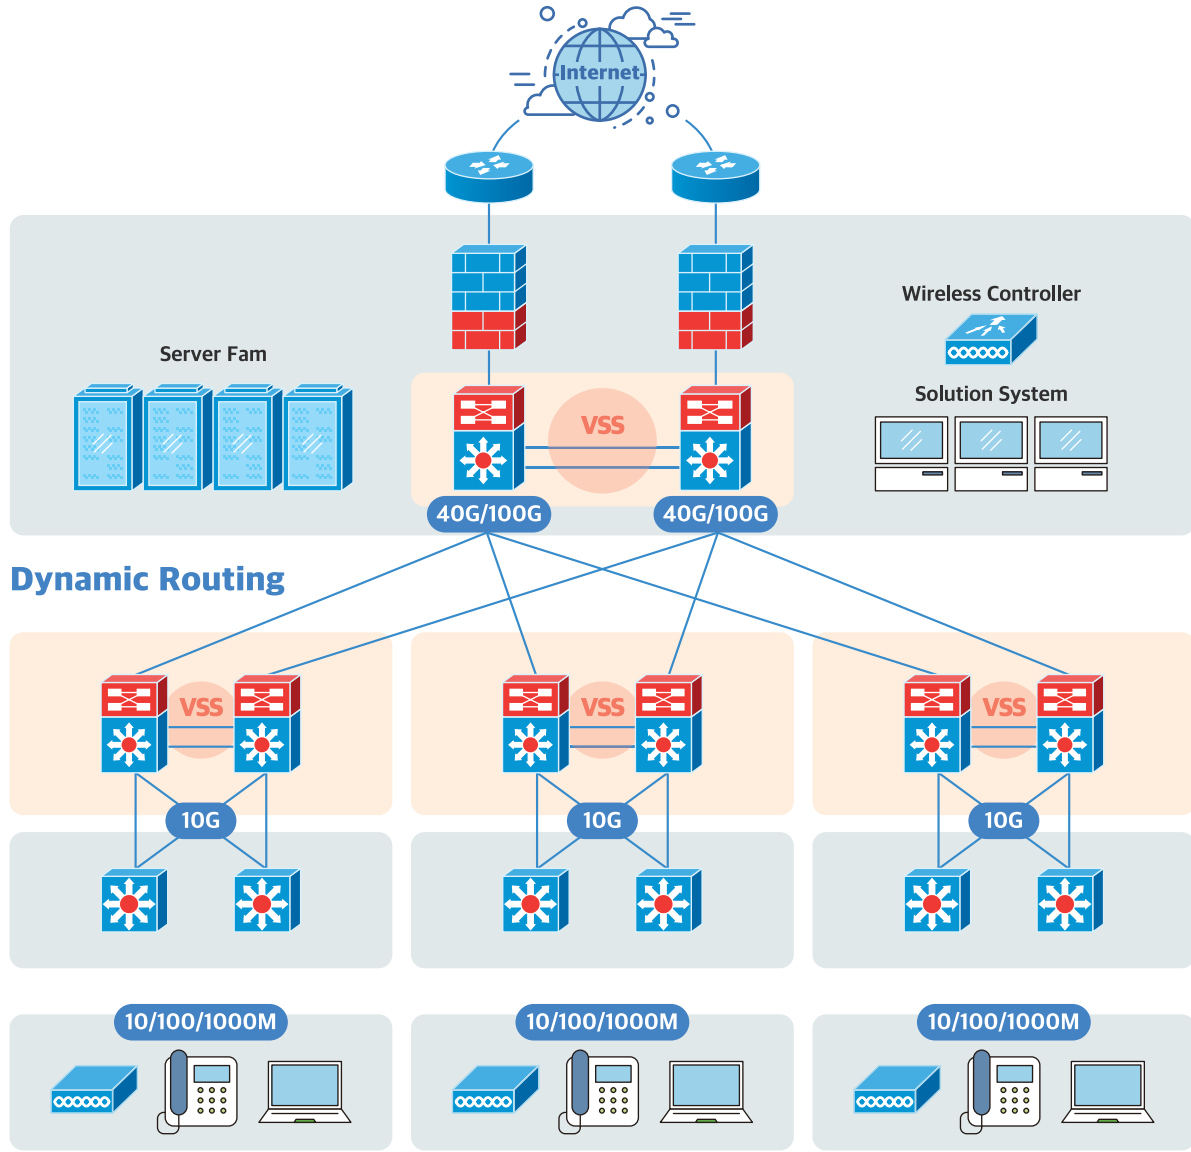 Internet
Wireless Controller
Server Fam
Solution System
VSS
40G/100G
40G/100G
Dynamic Routing
VSS
VSS
VSS
10G
10G
10G
10/100/1000M
10/100/1000M
10/100/1000M